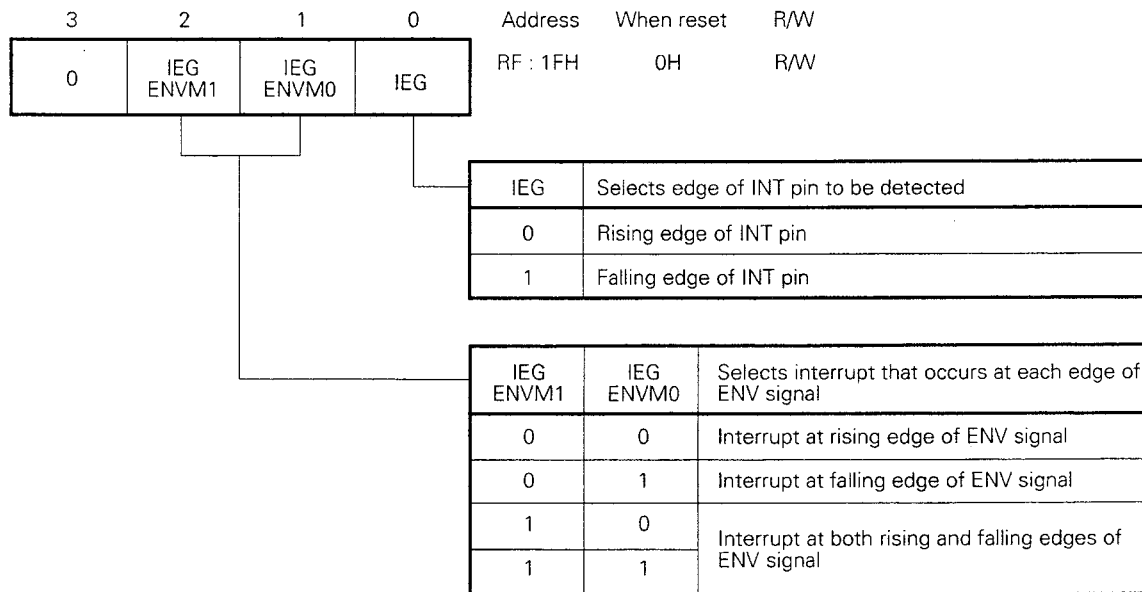 3 2 1 0 Address When reset R/W
0 IEG ENVM1 IEG ENVM0 IEG RF : 1FH 0H R/W
IEG Selects edge of INT pin to be detected
0 Rising edge of INT pin
1 Falling edge of INT pin
IEG ENVM1 IEG ENVM0 Selects interrupt that occurs at each edge of
ENV signal
0 0 Interrupt at rising edge of ENV signal
0 1 Interrupt at falling edge of ENV signal
1 0 Interrupt at both rising and falling edges of
1 1 ENV signal